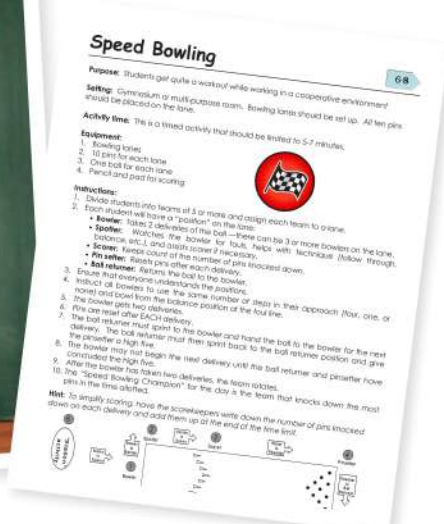 Speed Bowling
6-8
Purpose: Students get quite a workout while working in a cooperative environment
Setting: Gymnasium or multi-purpose room. Bowling lanes should be set up. All ten pins
should be placed on the lane.
Activity time: This is a timed activity that should be limited to 5-7 minutes.
Equipment:
1. Bowling lanes
2. 10 pins for each lane
3. One ball for each lane
4. Pencil and pad for scoring
Instructions:
1. Divide students into teams of 5 or more and assign each team to a lane.
2. Each student will have a "position" on the lane:
• Bowler: Takes 2 deliveries of the ball—there can be 3 or more bowlers on the lane.
• Spotter: Watches the bowler for fouls, helps with technique (follow through,
balance, etc.), and assists scorer if necessary.
• Scorer: Keeps count of the number of pins knocked down.
• Pin setter: Resets pins after each delivery.
• Ball returner: Returns the ball to the bowler.
3. Ensure that everyone understands the positions.
4. Instruct all bowlers to use the same number of steps in their approach (four, one, or
none) and bowl from the balance position at the foul line.
5. The bowler gets two deliveries.
6. Pins are reset after EACH delivery.
7. The ball returner must sprint to the bowler and hand the ball to the bowler for the next
delivery. The ball returner must then sprint back to the ball returner position and give
the pinsetter a high five.
8. The bowler may not begin the next delivery until the ball returner and pinsetter have
concluded the high five.
9. After the bowler has taken two deliveries, the team rotates.
10. The "Speed Bowling Champion" for the day is the team that knocks down the most
pins in the time allotted.
Hint: To simplify scoring, have the scorekeepers write down the number of pins knocked
down on each delivery and add them up at the end of the time limit.
Spotter
Scorer
Bowler
Pinsetter